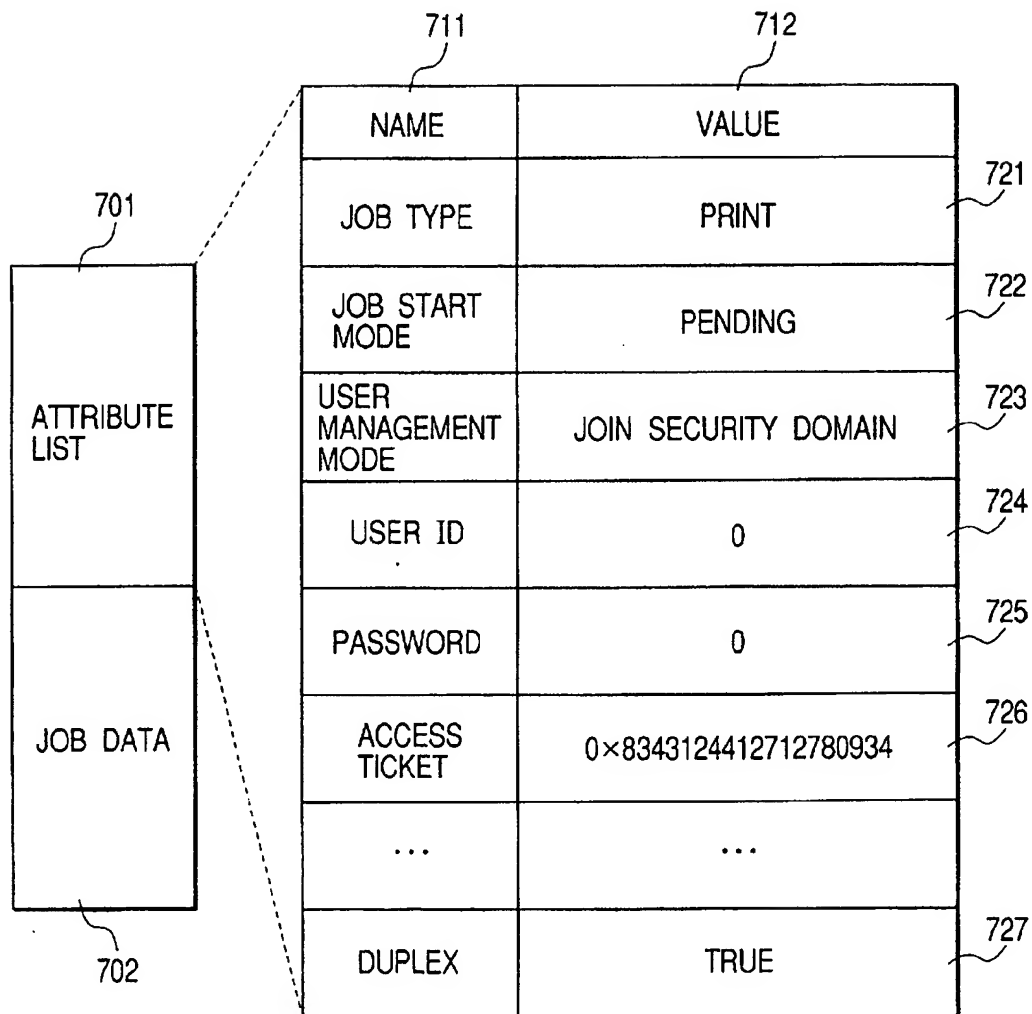 711
712
NAME VALUE
721
JOB TYPE PRINT
701
722
JOB START
MODE
PENDING
723
ATTRIBUTE
LIST
USER
MANAGEMENT
MODE
JOIN SECURITY DOMAIN
724
USER ID 0
725
PASSWORD 0
726
JOB DATA
ACCESS
TICKET
0×8343124412712780934
... ...
727
702
DUPLEX TRUE